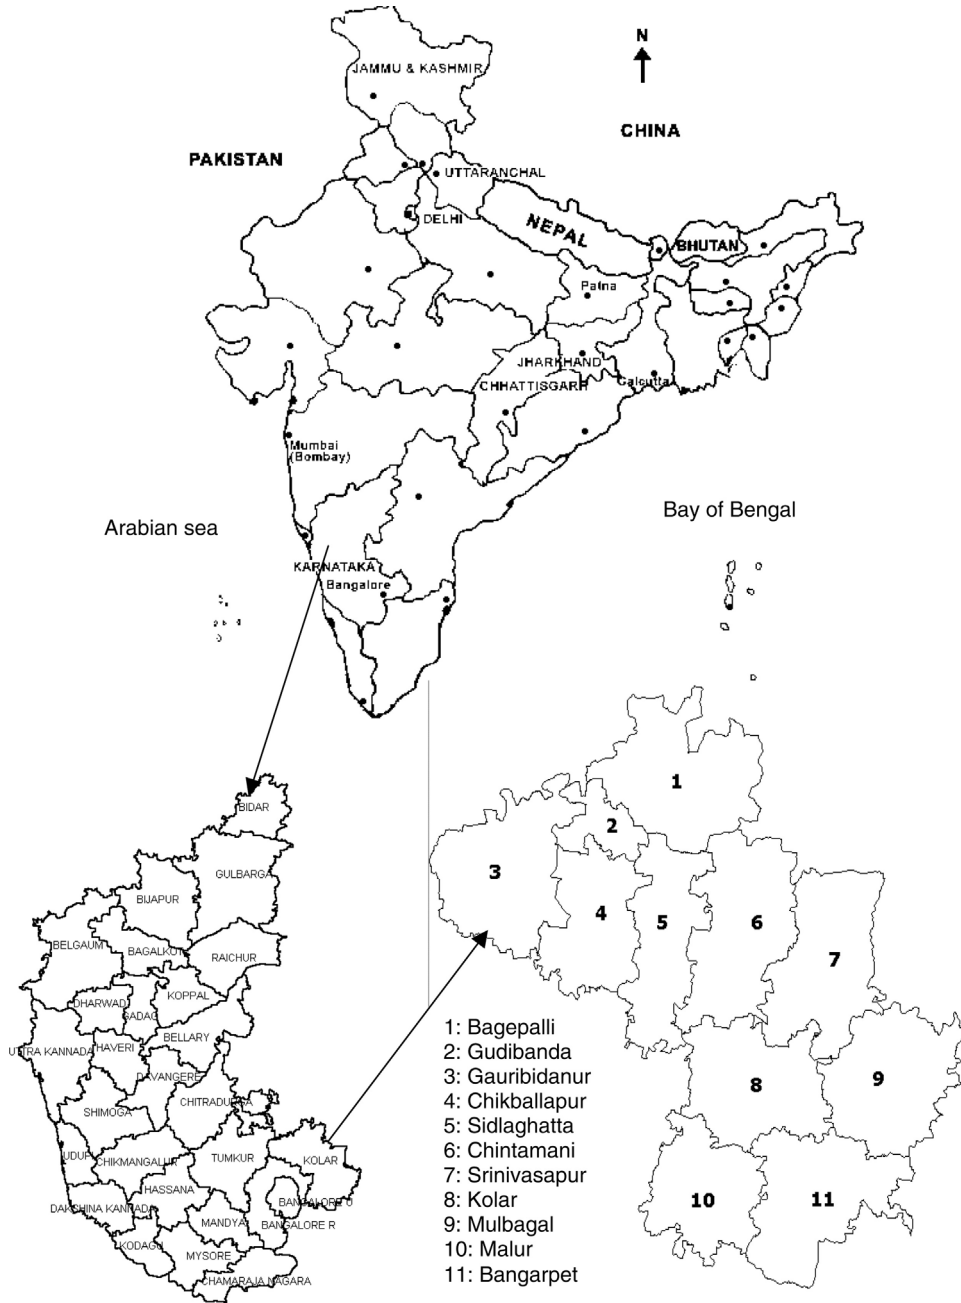 N
JAMMU & KASHMIR
CHINA
PAKISTAN
UTTARANCHAL
DELHI
NEPAL
BHUTAN
Patna
JHARKHAND
CHHATTISGARH
Calcutta
Mumbai
(Bombay)
Arabian sea
Bay of Bengal
KARNATAKA
Bangalore
BIDAR
GULBARGA
BIJAPUR
BELGAUM
BAGALKOT
RAICHUR
KOPPAL
DHARWAD
GADAG
BELLARY
UTTRA KANNADA
HAVERI
DAVANGERE
CHITRADURGA
SHIMOGA
UDUPI
CHIKMANGALUR
TUMKUR
KOLAR
HASSANA
DAKSHINA KANNADA
BANGALORE U
MANDYA
BANGALORE R
KODAGU
MYSORE
CHAMARAJA NAGARA
1
2
3
4
5
6
7
8
9
10
11
1: Bagepalli
2: Gudibanda
3: Gauribidanur
4: Chikballapur
5: Sidlaghatta
6: Chintamani
7: Srinivasapur
8: Kolar
9: Mulbagal
10: Malur
11: Bangarpet